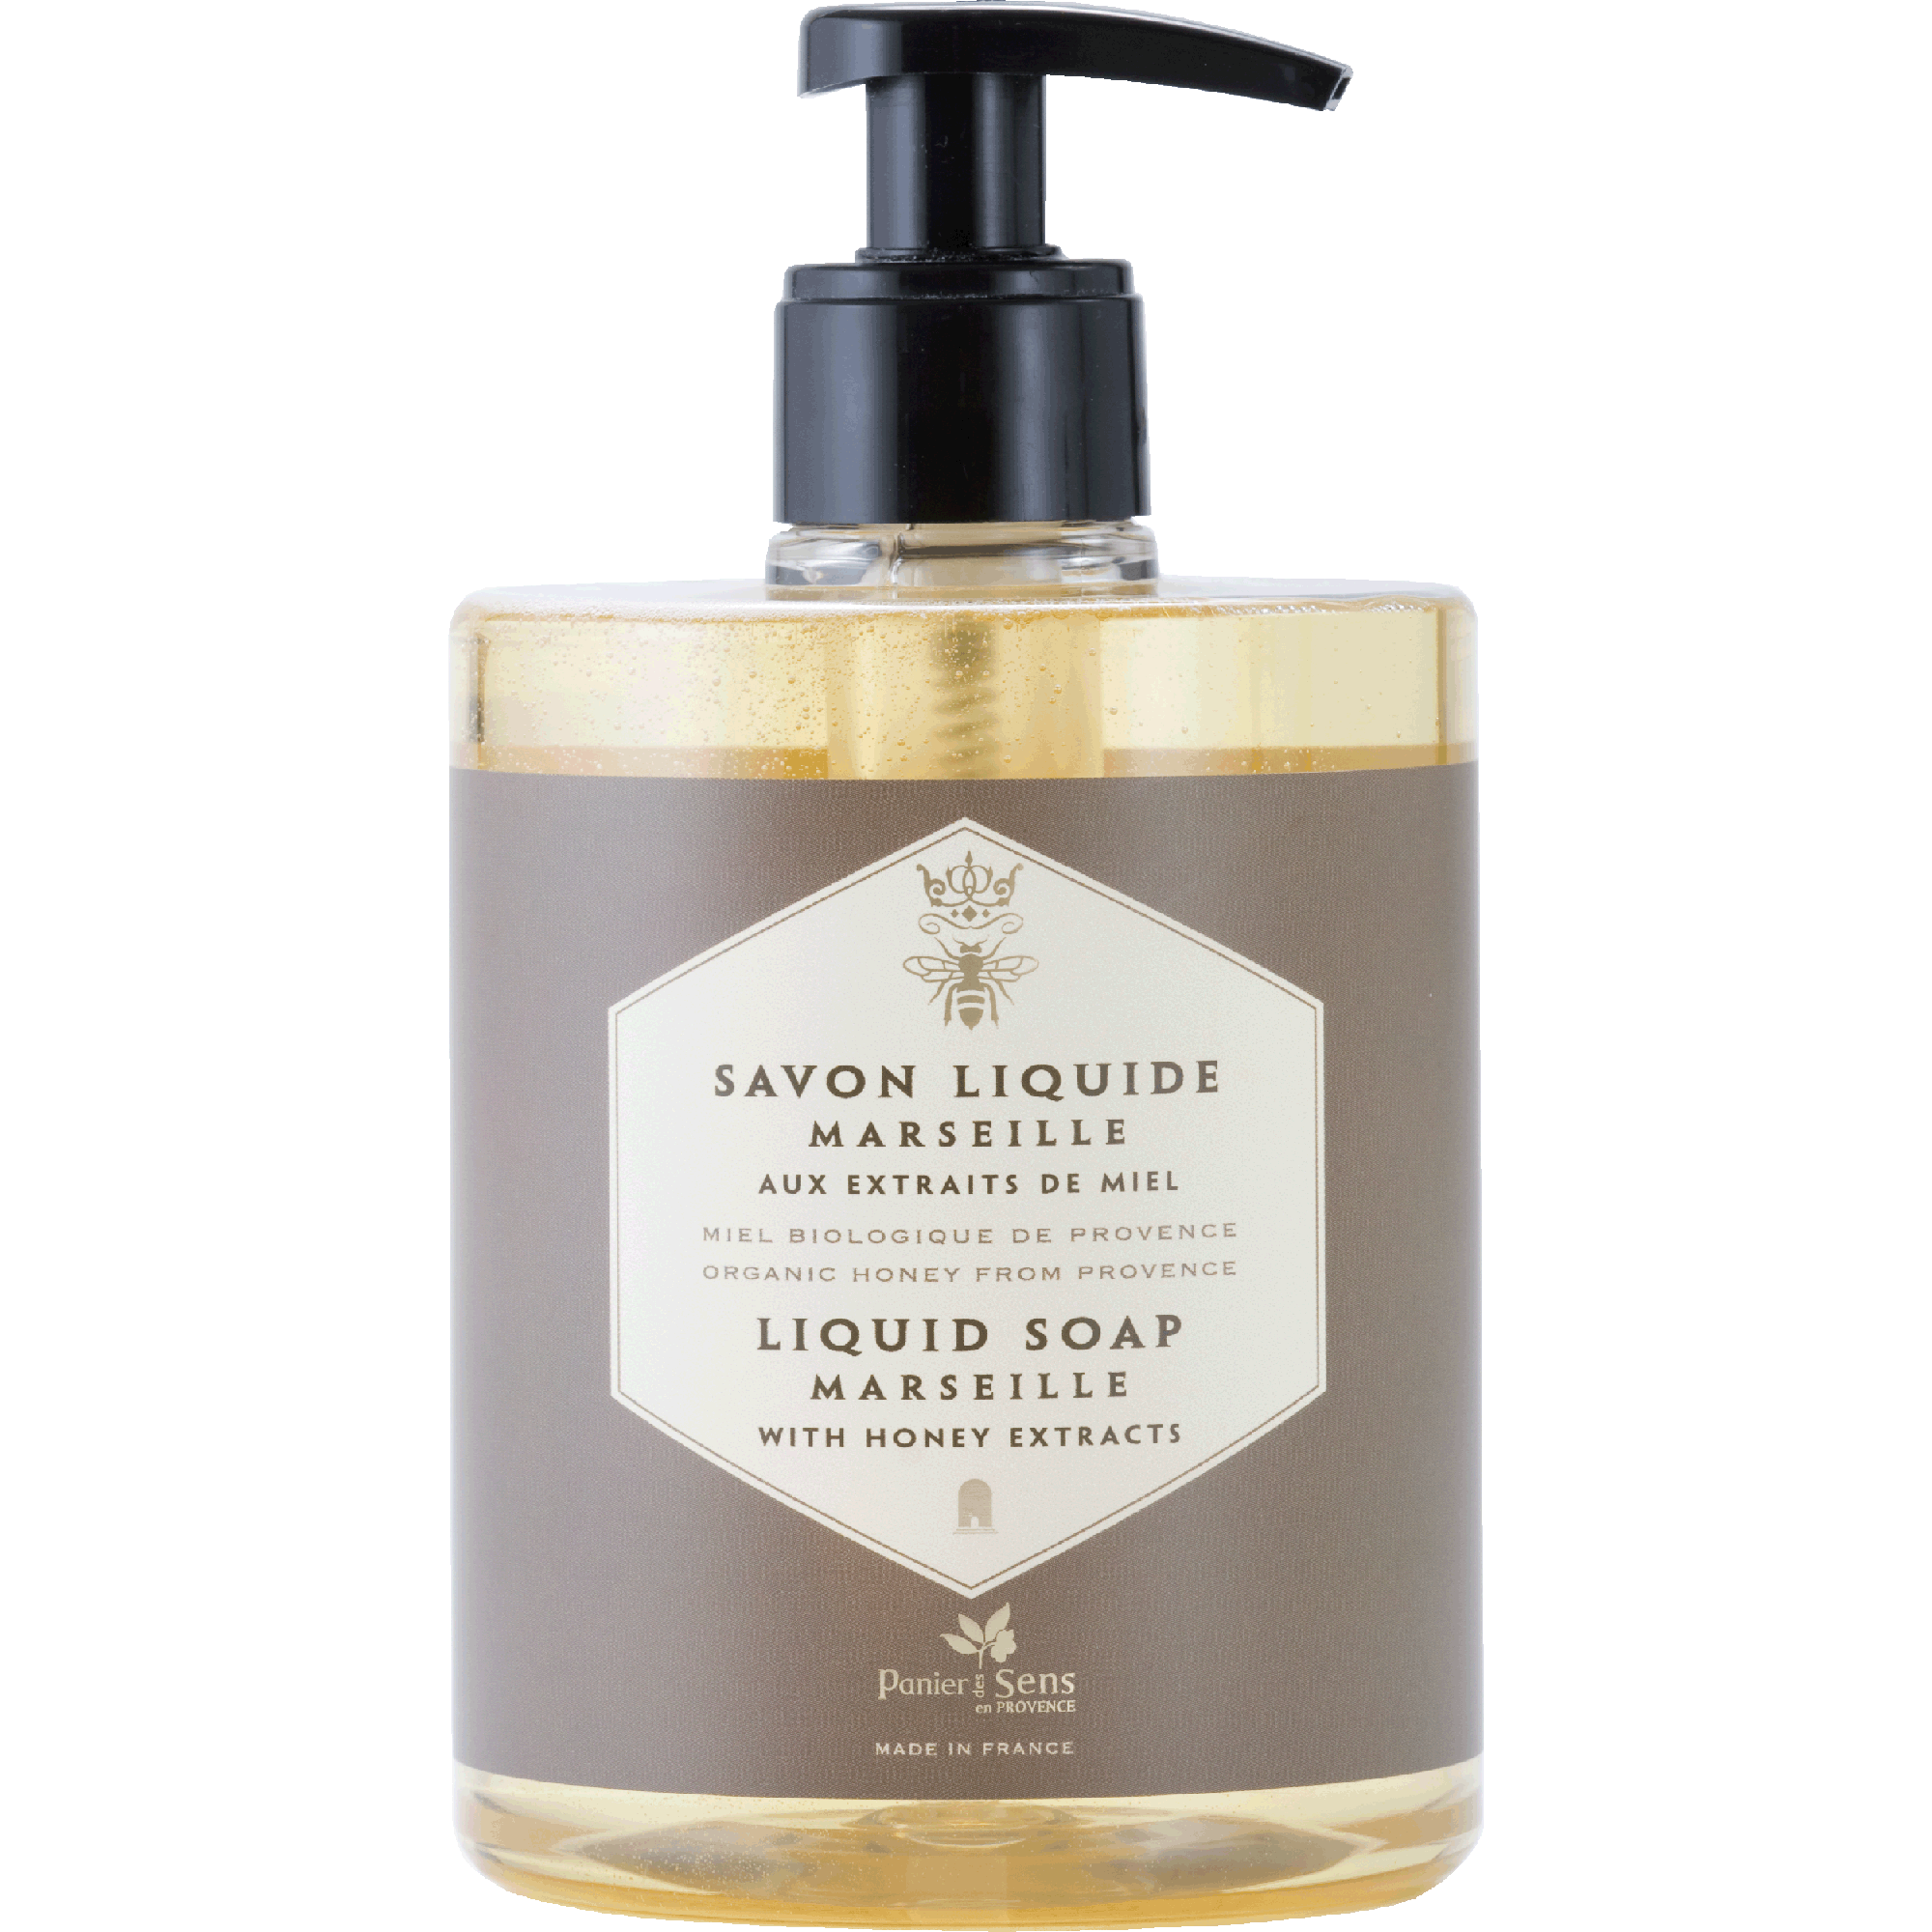 SAVON LIQUIDE
MARSEILLE
AUX EXTRAITS DE MIEL
MIEL BIOLOGIQUE DE PROVENCE
ORGANIC HONEY FROM PROVENCE
LIQUID SOAP
MARSEILLE
WITH HONEY EXTRACTS
Panier des Sens
en PROVENCE
MADE IN FRANCE